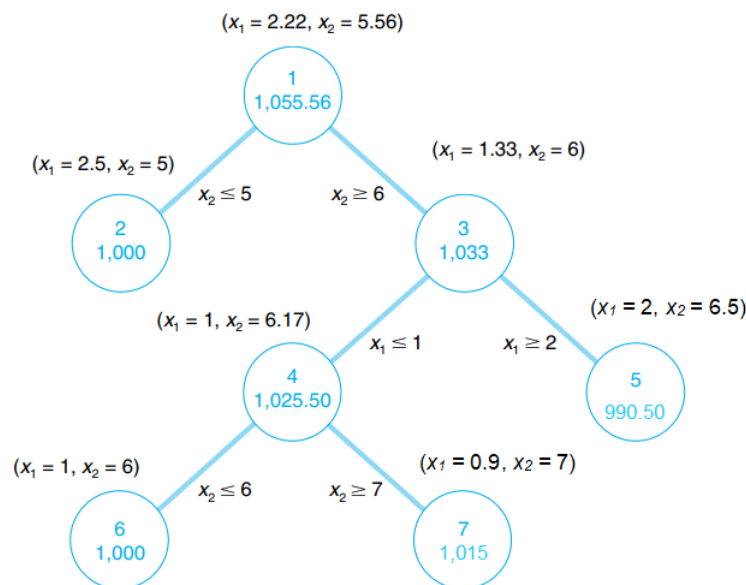 (x₁ = 2.22, x₂ = 5.56)
1
1,055.56
(x₁ = 2.5, x₂ = 5)
x₂ ≤ 5
x₂ ≥ 6
(x₁ = 1.33, x₂ = 6)
2
1,000
3
1,033
(x₁ = 1, x₂ = 6.17)
x₁ ≤ 1
x₁ ≥ 2
(x₁ = 2, x₂ = 6.5)
4
1,025.50
5
990.50
(x₁ = 1, x₂ = 6)
x₂ ≤ 6
x₂ ≥ 7
(x₁ = 0.9, x₂ = 7)
6
1,000
7
1,015